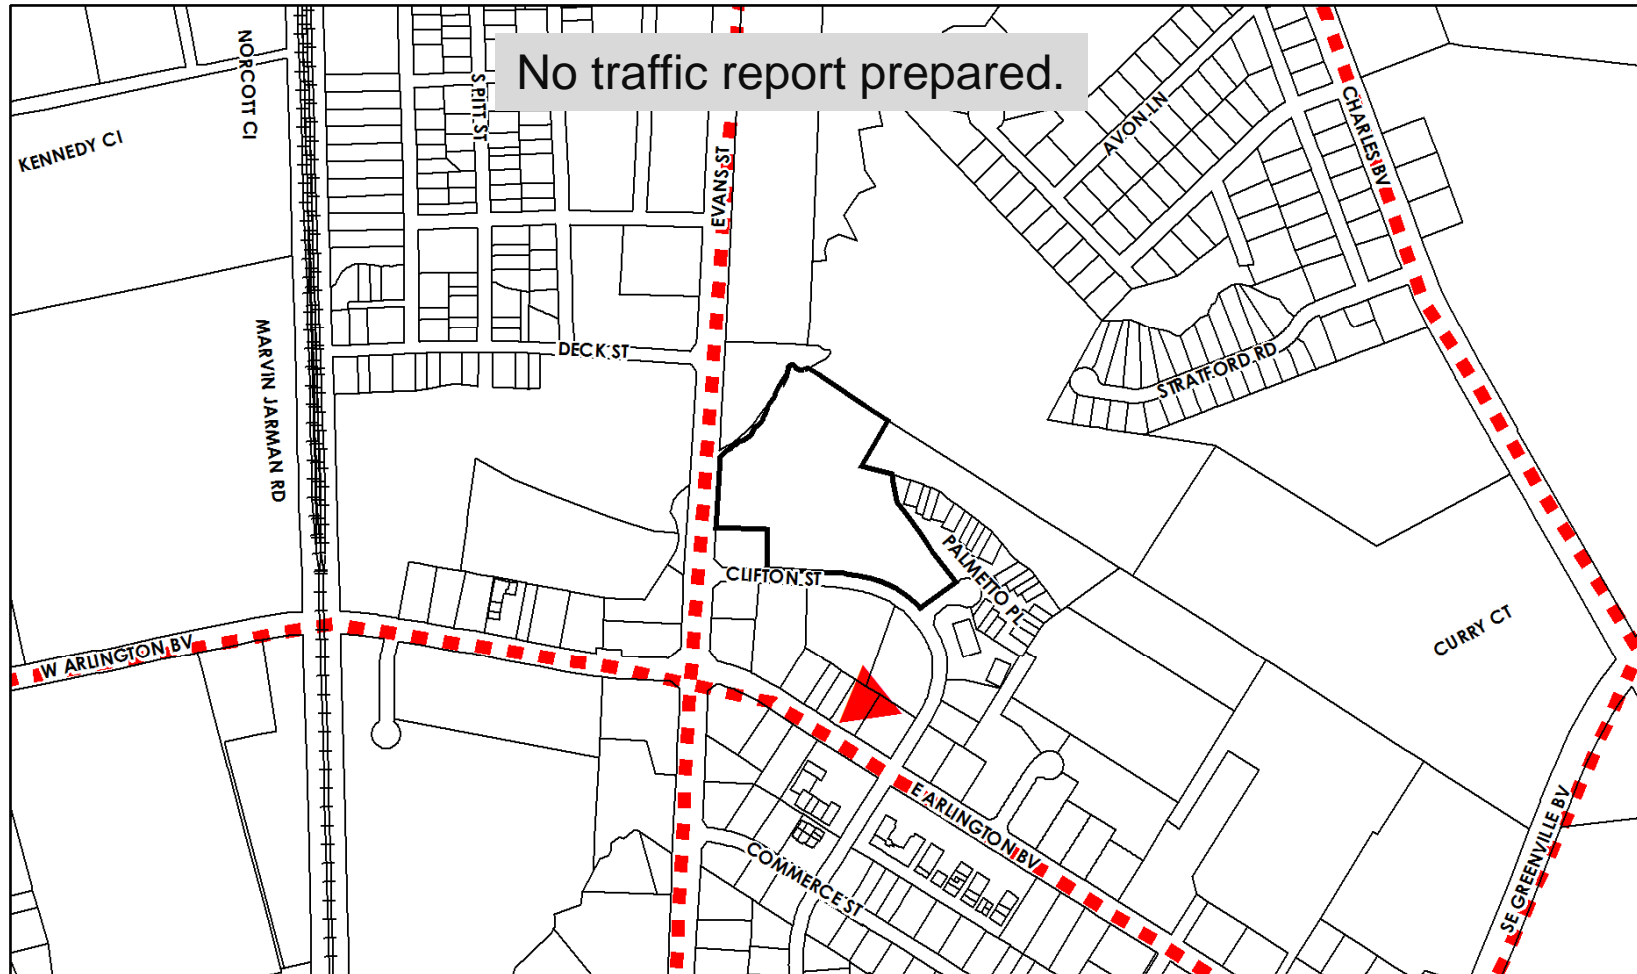 No traffic report prepared.
NORCOTT CI
S PITT ST
KENNEDY CI
EVANS ST
AVON LN
CHARLES BV
DECK ST
MARVIN JARMAN RD
STRATFORD RD
CLIFTON ST
PALMETTO PL
CURRY CT
W ARLINGTON BV
E ARLINGTON BV
COMMERCE ST
SE GREENVILLE BV